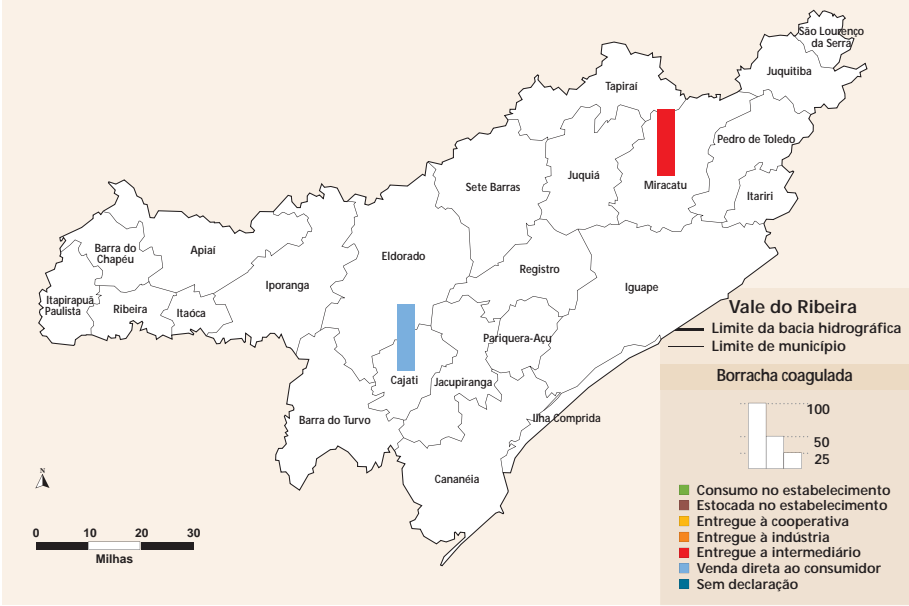 São Lourenço
da Serra
Juquitiba
Tapiraí
Pedro de Toledo
Juquiá
Miracatu
Sete Barras
Itariri
Barra do
Chapéu
Apiaí
Eldorado
Registro
Iporanga
Iguape
Itapirapuã
Paulista
Ribeira
Itaóca
Pariquera-Açu
Cajati
Jacupiranga
Barra do Turvo
Ilha Comprida
Cananéia
N
0 10 20 30
Milhas
Vale do Ribeira
Limite da bacia hidrográfica
Limite de município
Borracha coagulada
100
50
25
Consumo no estabelecimento
Estocada no estabelecimento
Entregue à cooperativa
Entregue à indústria
Entregue a intermediário
Venda direta ao consumidor
Sem declaração